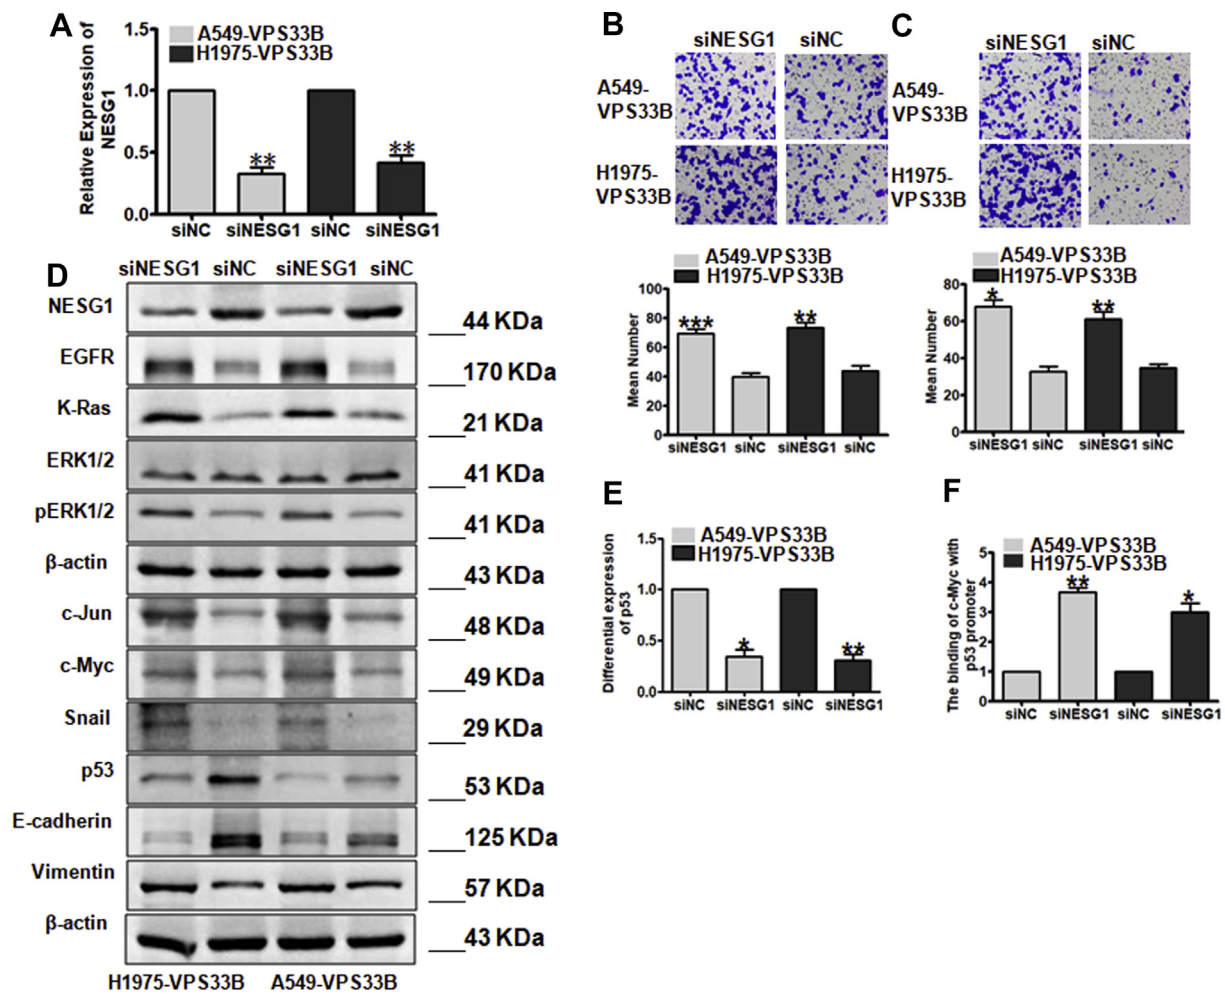 A
Relative Expression of
NESG1
1.5
1.0
0.5
0.0
A549-VPS33B
H1975-VPS33B
**
**
siNC siNESG1 siNC siNESG1
B
siNESG1 siNC
A549-
VPS33B
H1975-
VPS33B
A549-VPS33B
H1975-VPS33B
Mean Number
100
80
60
40
20
0
***
**
siNESG1 siNC siNESG1 siNC
C
siNESG1 siNC
A549-
VPS33B
H1975-
VPS33B
A549-VPS33B
H1975-VPS33B
Mean Number
80
60
40
20
0
*
**
siNESG1 siNC siNESG1 siNC
D
siNESG1 siNC siNESG1 siNC
NESG1 44 KDa
EGFR 170 KDa
K-Ras 21 KDa
ERK1/2 41 KDa
pERK1/2 41 KDa
β-actin 43 KDa
c-Jun 48 KDa
c-Myc 49 KDa
Snail 29 KDa
p53 53 KDa
E-cadherin 125 KDa
Vimentin 57 KDa
β-actin 43 KDa
H1975-VPS33B A549-VPS33B
E
A549-VPS33B
H1975-VPS33B
Differential expression
of p53
1.5
1.0
0.5
0.0
*
**
siNC siNESG1 siNC siNESG1
F
A549-VPS33B
H1975-VPS33B
The binding of c-Myc with
p53 promoter
5
4
3
2
1
0
**
*
siNC siNESG1 siNC siNESG1